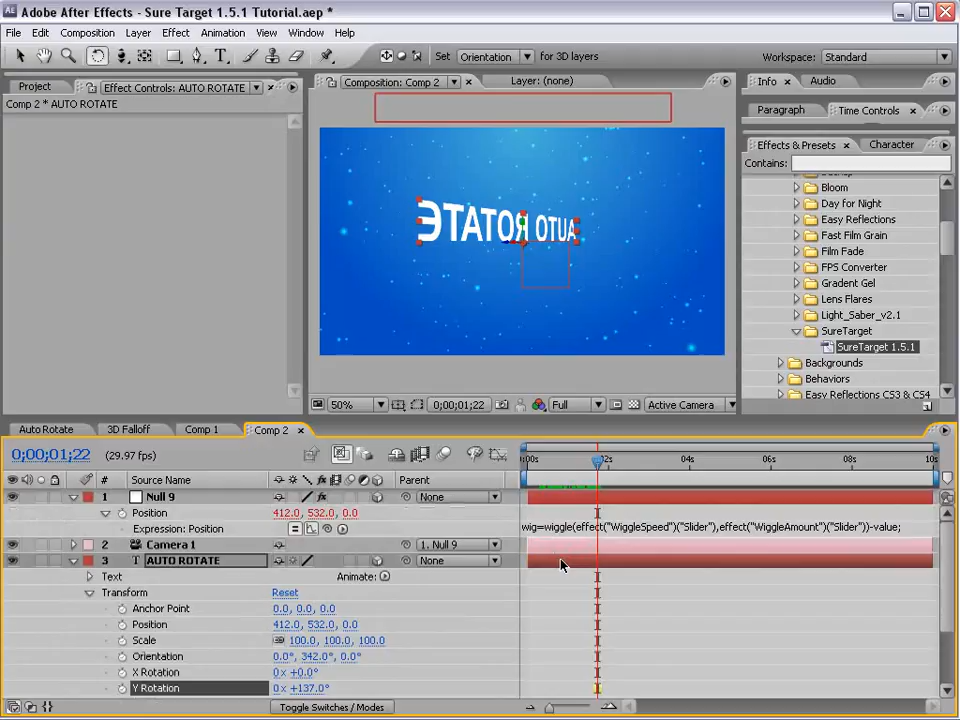 Adobe After Effects - Sure Target 1.5.1 Tutorial.aep *
File Edit Composition Layer Effect Animation View Window Help
Set Orientation for 3D layers Workspace: Standard
Project Effect Controls: AUTO ROTATE
Comp 2 * AUTO ROTATE
Composition: Comp 2 Layer: (none)
AUTO ROTATE
50% 0;00;01;22 Full Active Camera
Info Audio
Paragraph Time Controls
Effects & Presets Character
Contains:
Bloom
Day for Night
Easy Reflections
Fast Film Grain
Film Fade
FPS Converter
Gradent Gel
Lens Flares
Light_Saber_v2.1
SureTarget
SureTarget 1.5.1
Backgrounds
Behaviors
Easy Reflections CS3 & CS4
Auto Rotate 3D Falloff Comp 1 Comp 2
0;00;01;22 (29.97 fps)
# Source Name Parent
0:00s 02s 04s 06s 08s 10s
1 Null 9 None
Position 412.0, 532.0, 0.0
Expression: Position wig=wiggle(effect("WiggleSpeed")("Slider"),effect("WiggleAmount")("Slider"))-value;
2 Camera 1 1. Null 9
3 T AUTO ROTATE None
Text Animate:
Transform Reset
Anchor Point 0.0, 0.0, 0.0
Position 412.0, 532.0, 0.0
Scale 100.0, 100.0, 100.0
Orientation 0.0°, 342.0°, 0.0°
X Rotation 0 x +0.0°
Y Rotation 0 x +137.0°
Toggle Switches / Modes